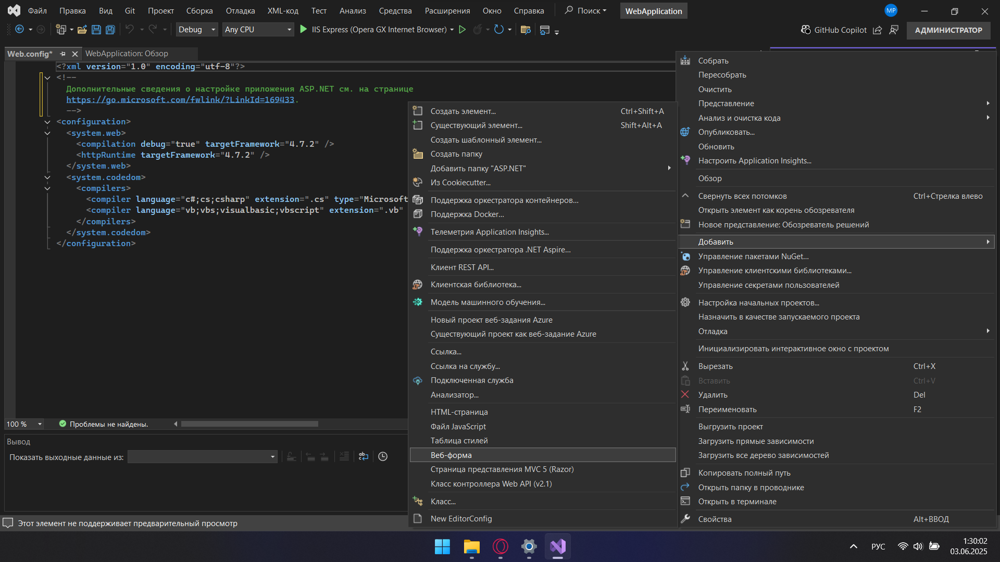 Файл Правка Вид Git Проект Сборка Отладка XML-код Тест Анализ Средства Расширения Окно Справка Поиск WebApplication MP
Debug Any CPU IIS Express (Opera GX Internet Browser) GitHub Copilot АДМИНИСТРАТОР
Web.config* WebApplication: Обзор
<?xml version="1.0" encoding="utf-8"?>
<!--
Дополнительные сведения о настройке приложения ASP.NET см. на странице
https://go.microsoft.com/fwlink/?LinkId=169433.
-->
<configuration>
<system.web>
<compilation debug="true" targetFramework="4.7.2" />
<httpRuntime targetFramework="4.7.2" />
</system.web>
<system.codedom>
<compilers>
<compiler language="c#;cs;csharp" extension=".cs" type="Microsoft
<compiler language="vb;vbs;visualbasic;vbscript" extension=".vb"
</compilers>
</system.codedom>
</configuration>
100 % Проблемы не найдены.
Вывод
Показать выходные данные из:
Этот элемент не поддерживает предварительный просмотр
Создать элемент... Ctrl+Shift+A
Существующий элемент... Shift+Alt+A
Создать шаблонный элемент...
Создать папку
Добавить папку "ASP.NET"
Из Cookiecutter...
Поддержка оркестратора контейнеров...
Поддержка Docker...
Телеметрия Application Insights...
Поддержка оркестратора .NET Aspire...
Клиент REST API...
Клиентская библиотека...
Модель машинного обучения...
Новый проект веб-задания Azure
Существующий проект как веб-задание Azure
Ссылка...
Ссылка на службу...
Подключенная служба
Анализатор...
HTML-страница
Файл JavaScript
Таблица стилей
Веб-форма
Страница представления MVC 5 (Razor)
Класс контроллера Web API (v2.1)
Класс...
New EditorConfig
Собрать
Пересобрать
Очистить
Представление
Анализ и очистка кода
Опубликовать...
Обновить
Настроить Application Insights...
Обзор
Свернуть всех потомков Ctrl+Стрелка влево
Открыть элемент как корень обозревателя
Новое представление: Обозреватель решений
Добавить
Управление пакетами NuGet...
Управление клиентскими библиотеками...
Управление секретами пользователей
Настройка начальных проектов...
Назначить в качестве запускаемого проекта
Отладка
Инициализировать интерактивное окно с проектом
Вырезать Ctrl+X
Вставить Ctrl+V
Удалить Del
Переименовать F2
Выгрузить проект
Загрузить прямые зависимости
Загрузить все дерево зависимостей
Копировать полный путь
Открыть папку в проводнике
Открыть в терминале
Свойства Alt+ВВОД
РУС 1:30:02
03.06.2025